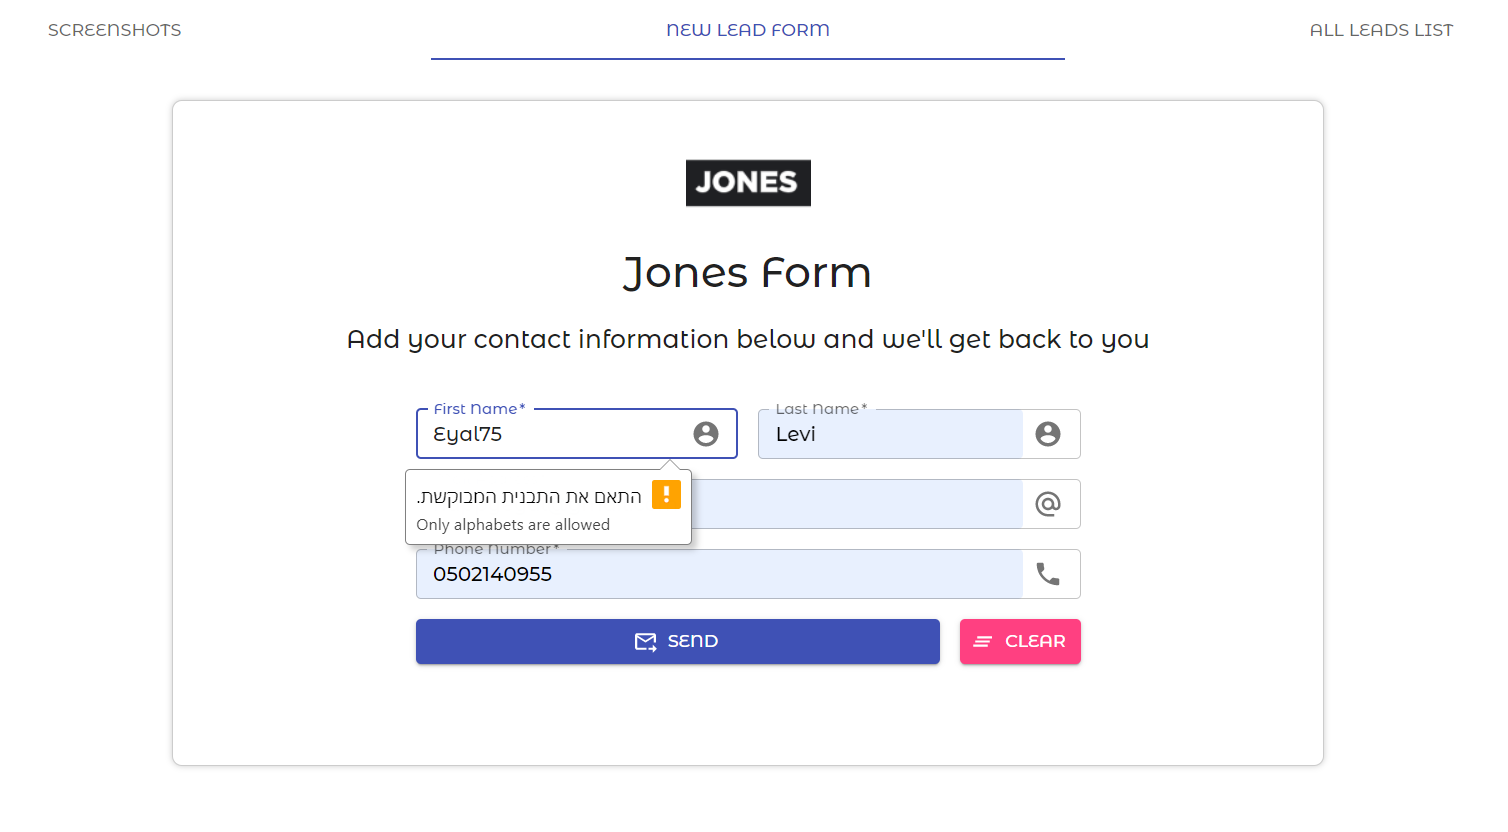 SCREENSHOTS
NEW LEAD FORM
ALL LEADS LIST
JONES
Jones Form
Add your contact information below and we'll get back to you
First Name*
Eyal75
Last Name*
Levi
התאם את התבנית המבוקשת.
Only alphabets are allowed
@
Phone Number*
0502140955
SEND
CLEAR